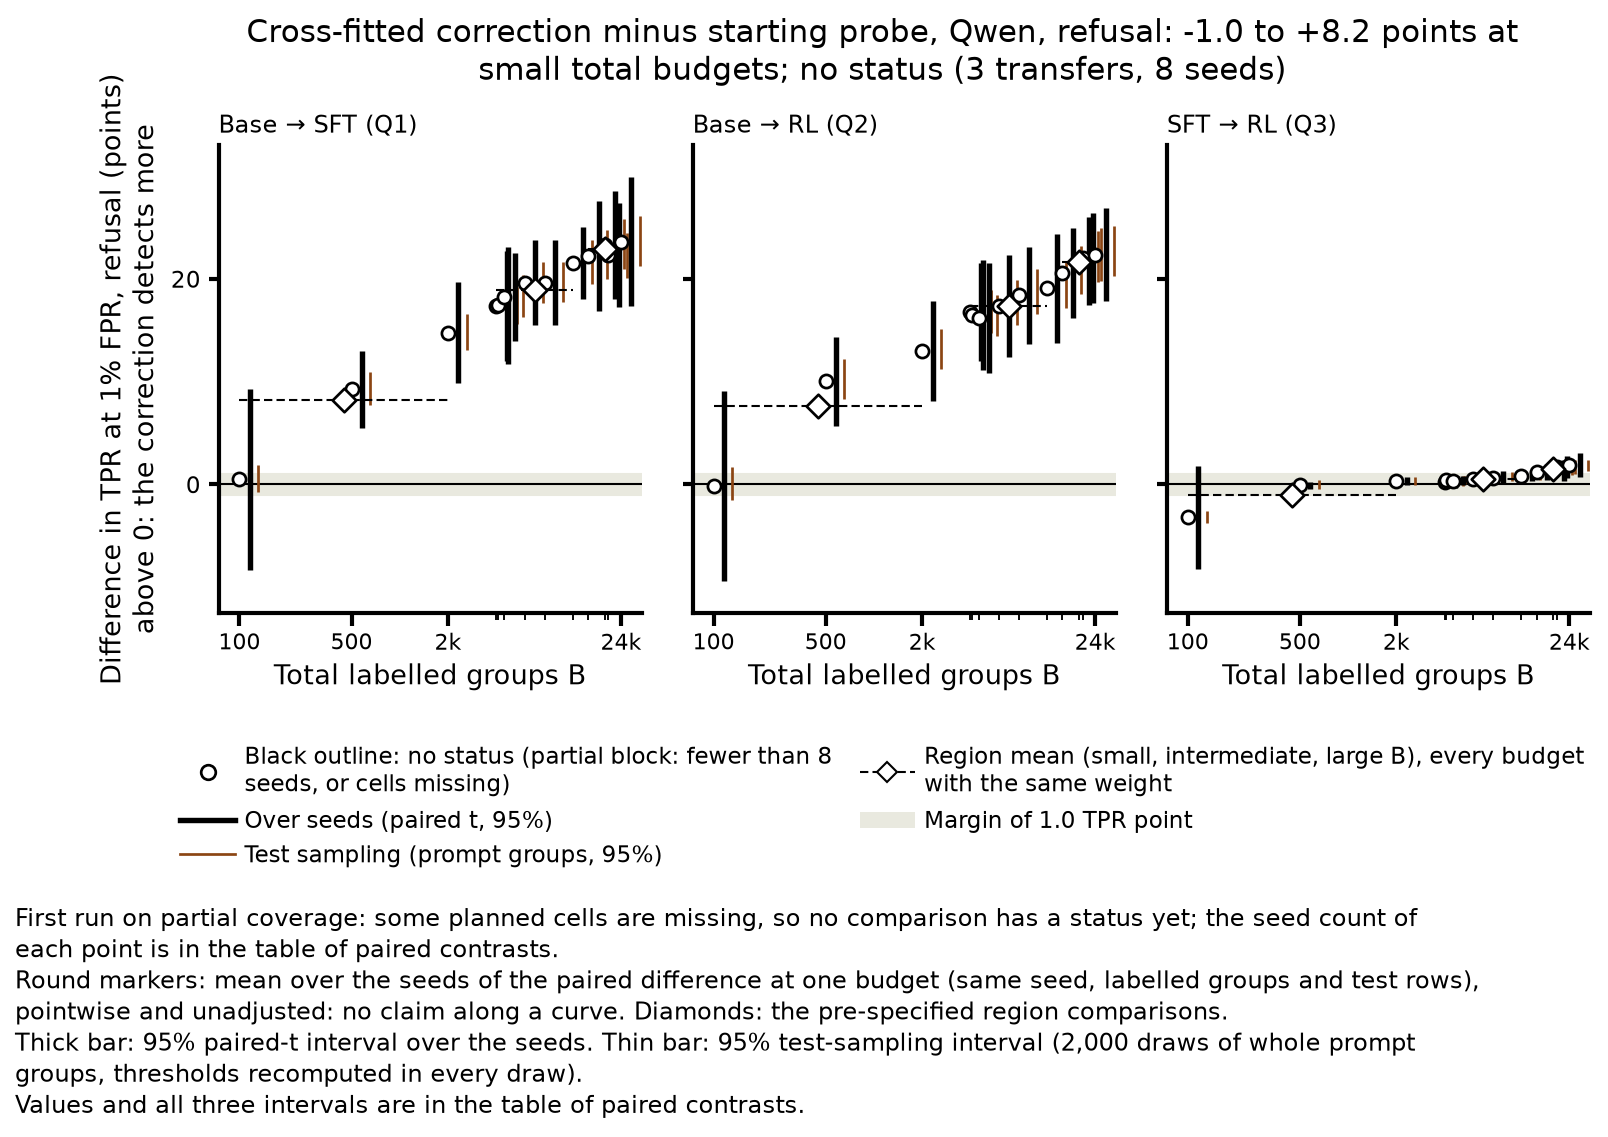 Cross-fitted correction minus starting probe, Qwen, refusal: -1.0 to +8.2 points at
small total budgets; no status (3 transfers, 8 seeds)
Difference in TPR at 1% FPR, refusal (points)
above 0: the correction detects more
Base → SFT (Q1)
Base → RL (Q2)
SFT → RL (Q3)
20
0
100 500 2k 24k
100 500 2k 24k
100 500 2k 24k
Total labelled groups B
Total labelled groups B
Total labelled groups B
Black outline: no status (partial block: fewer than 8
seeds, or cells missing)
Over seeds (paired t, 95%)
Test sampling (prompt groups, 95%)
Region mean (small, intermediate, large B), every budget
with the same weight
Margin of 1.0 TPR point
First run on partial coverage: some planned cells are missing, so no comparison has a status yet; the seed count of
each point is in the table of paired contrasts.
Round markers: mean over the seeds of the paired difference at one budget (same seed, labelled groups and test rows),
pointwise and unadjusted: no claim along a curve. Diamonds: the pre-specified region comparisons.
Thick bar: 95% paired-t interval over the seeds. Thin bar: 95% test-sampling interval (2,000 draws of whole prompt
groups, thresholds recomputed in every draw).
Values and all three intervals are in the table of paired contrasts.